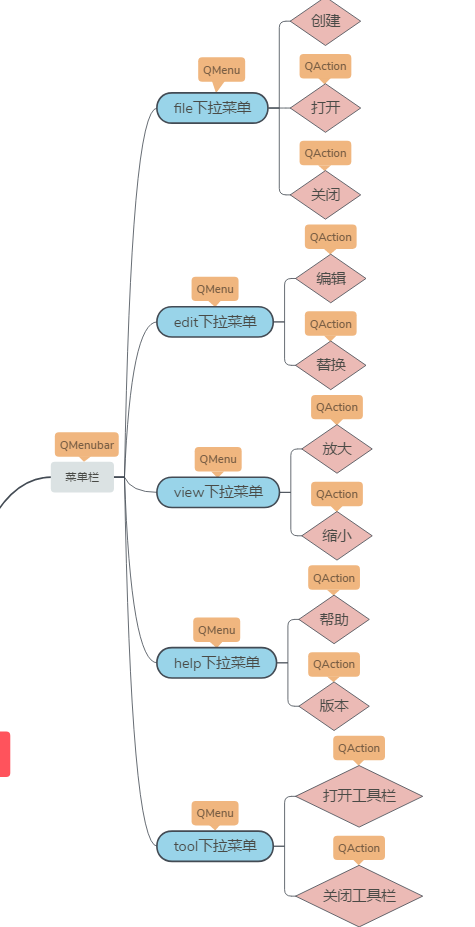 创建
QMenu
QAction
file下拉菜单
打开
QAction
关闭
QAction
编辑
QMenu
QAction
edit下拉菜单
替换
QAction
放大
QMenubar
QMenu
菜单栏
view下拉菜单
QAction
缩小
QAction
帮助
QMenu
help下拉菜单
QAction
版本
QAction
打开工具栏
QMenu
tool下拉菜单
QAction
关闭工具栏